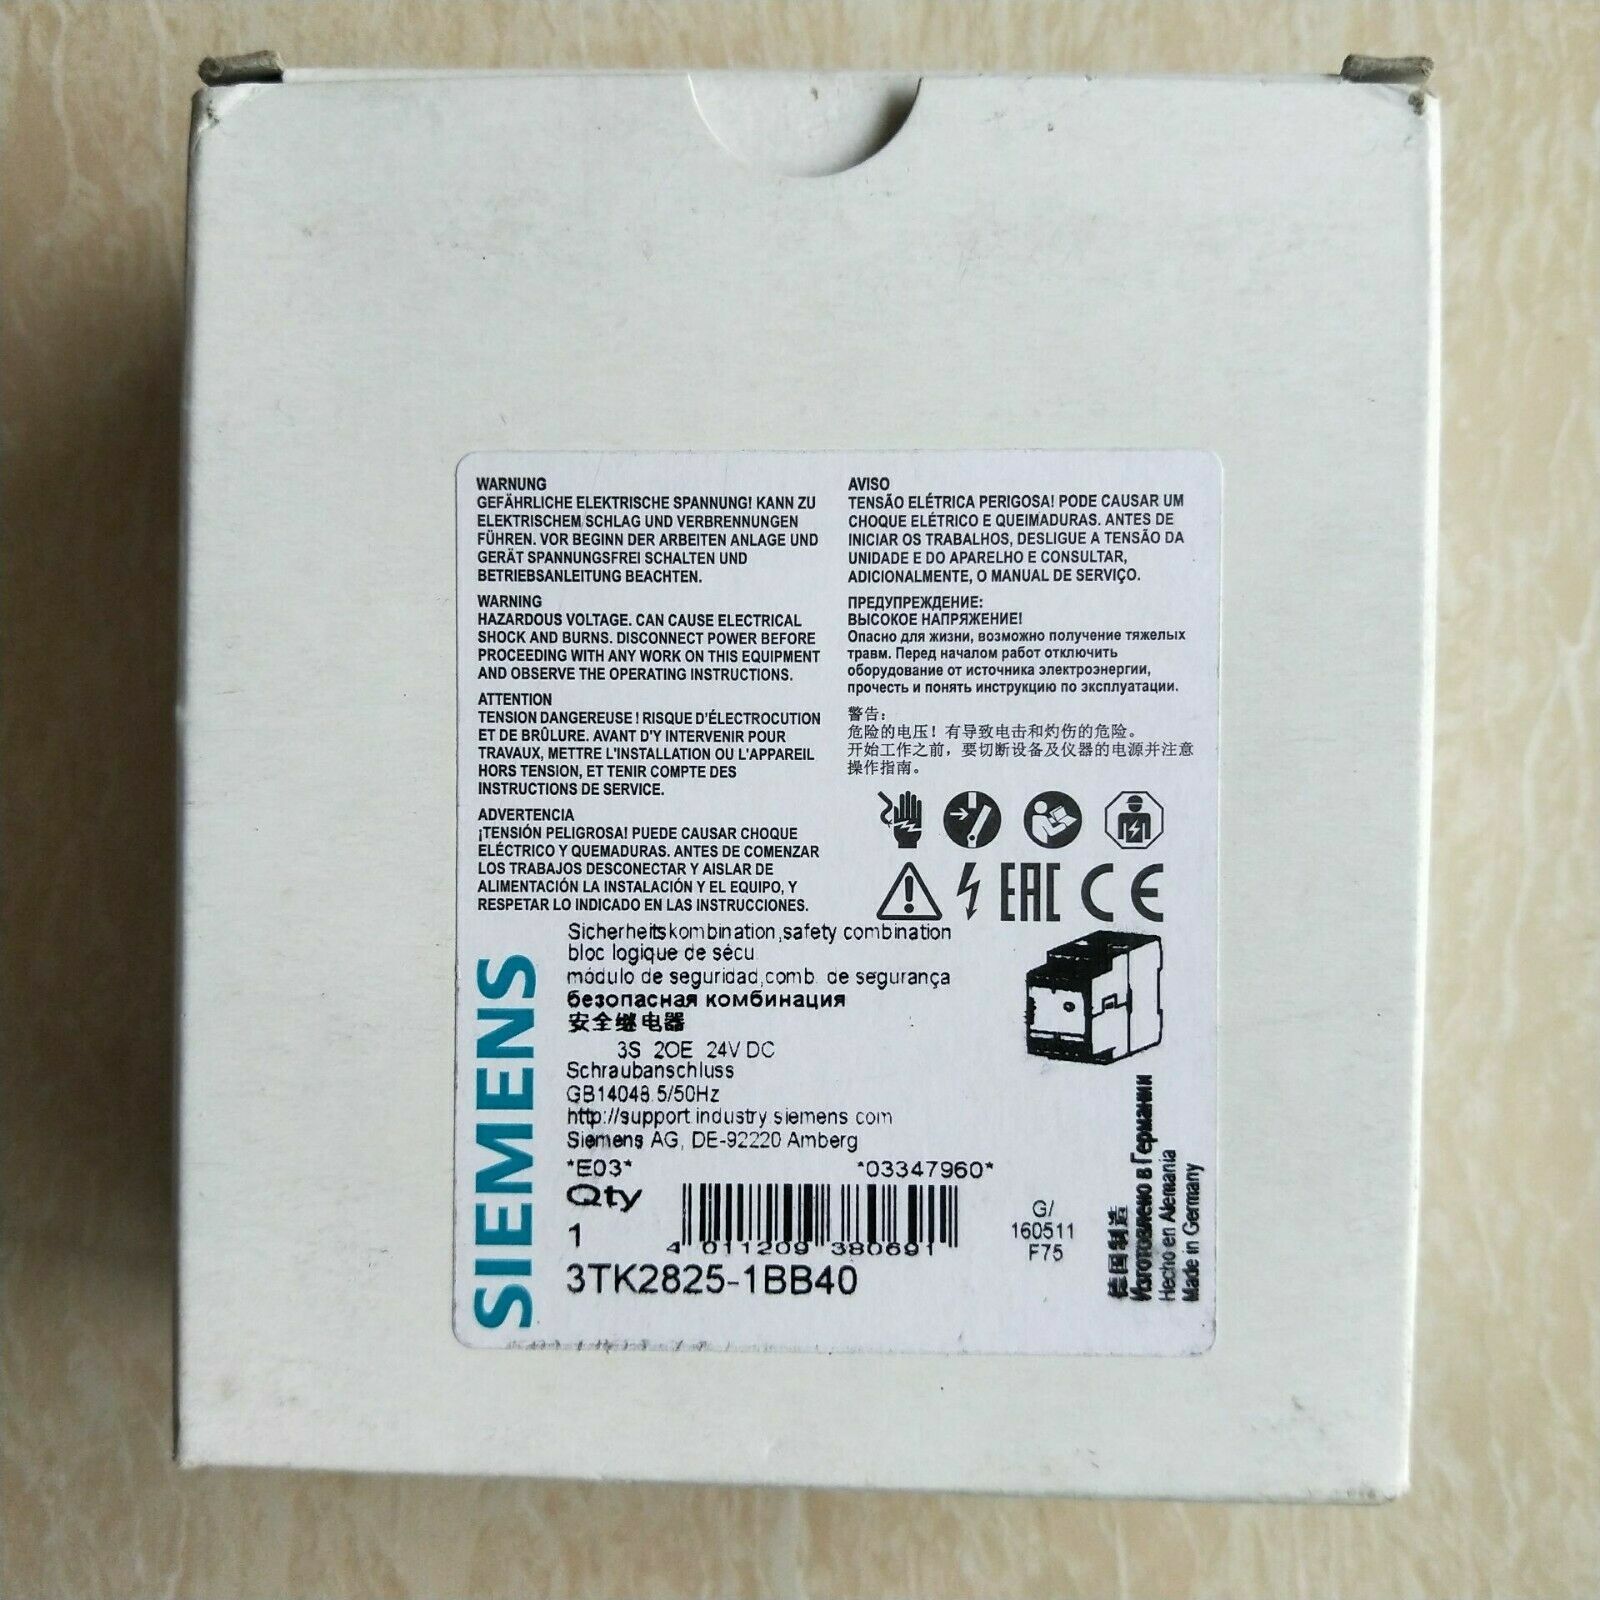 WARNUNG
GEFÄHRLICHE ELEKTRISCHE SPANNUNG! KANN ZU
ELEKTRISCHEM SCHLAG UND VERBRENNUNGEN
FÜHREN. VOR BEGINN DER ARBEITEN ANLAGE UND
GERÄT SPANNUNGSFREI SCHALTEN UND
BETRIEBSANLEITUNG BEACHTEN.
WARNING
HAZARDOUS VOLTAGE. CAN CAUSE ELECTRICAL
SHOCK AND BURNS. DISCONNECT POWER BEFORE
PROCEEDING WITH ANY WORK ON THIS EQUIPMENT
AND OBSERVE THE OPERATING INSTRUCTIONS.
ATTENTION
TENSION DANGEREUSE ! RISQUE D'ÉLECTROCUTION
ET DE BRÛLURE. AVANT D'Y INTERVENIR POUR
TRAVAUX, METTRE L'INSTALLATION OU L'APPAREIL
HORS TENSION, ET TENIR COMPTE DES
INSTRUCTIONS DE SERVICE.
ADVERTENCIA
¡TENSIÓN PELIGROSA! PUEDE CAUSAR CHOQUE
ELÉCTRICO Y QUEMADURAS. ANTES DE COMENZAR
LOS TRABAJOS DESCONECTAR Y AISLAR DE
ALIMENTACIÓN LA INSTALACIÓN Y EL EQUIPO, Y
RESPETAR LO INDICADO EN LAS INSTRUCCIONES.
AVISO
TENSÃO ELÉTRICA PERIGOSA! PODE CAUSAR UM
CHOQUE ELÉTRICO E QUEIMADURAS. ANTES DE
INICIAR OS TRABALHOS, DESLIGUE A TENSÃO DA
UNIDADE E DO APARELHO E CONSULTAR,
ADICIONALMENTE, O MANUAL DE SERVIÇO.
ПРЕДУПРЕЖДЕНИЕ:
ВЫСОКОЕ НАПРЯЖЕНИЕ!
Опасно для жизни, возможно получение тяжелых
травм. Перед началом работ отключить
оборудование от источника электроэнергии,
прочесть и понять инструкцию по эксплуатации.
警告:
危险的电压! 有导致电击和灼伤的危险。
开始工作之前, 要切断设备及仪器的电源并注意
操作指南。
EAC CE
SIEMENS
Sicherheitskombination,safety combination
bloc logique de sécu.
módulo de seguridad,comb. de segurança
безопасная комбинация
安全继电器
3S 2OE 24V DC
Schraubanschluss
GB14048.5/50Hz
http://support.industry.siemens.com
Siemens AG, DE-92220 Amberg
*E03* *03347960*
Qty
1
4 011209 380691
3TK2825-1BB40
G/
160511
F75
德国制造
Изготовлено в Германии
Hecho en Alemania
Made in Germany